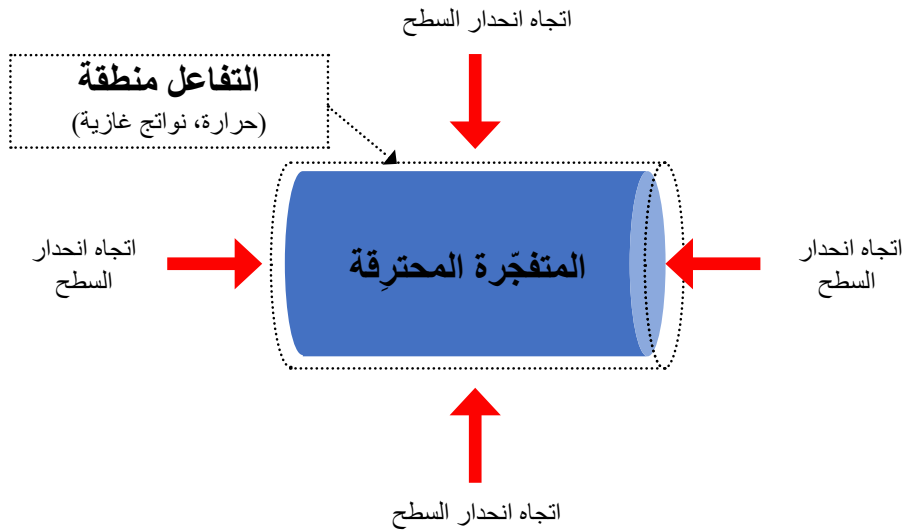 اتجاه انحدار السطح
التفاعل منطقة
(حرارة، نواتج غازية)
اتجاه انحدار
السطح
المتفجّرة المحترِقة
اتجاه انحدار
السطح
اتجاه انحدار السطح